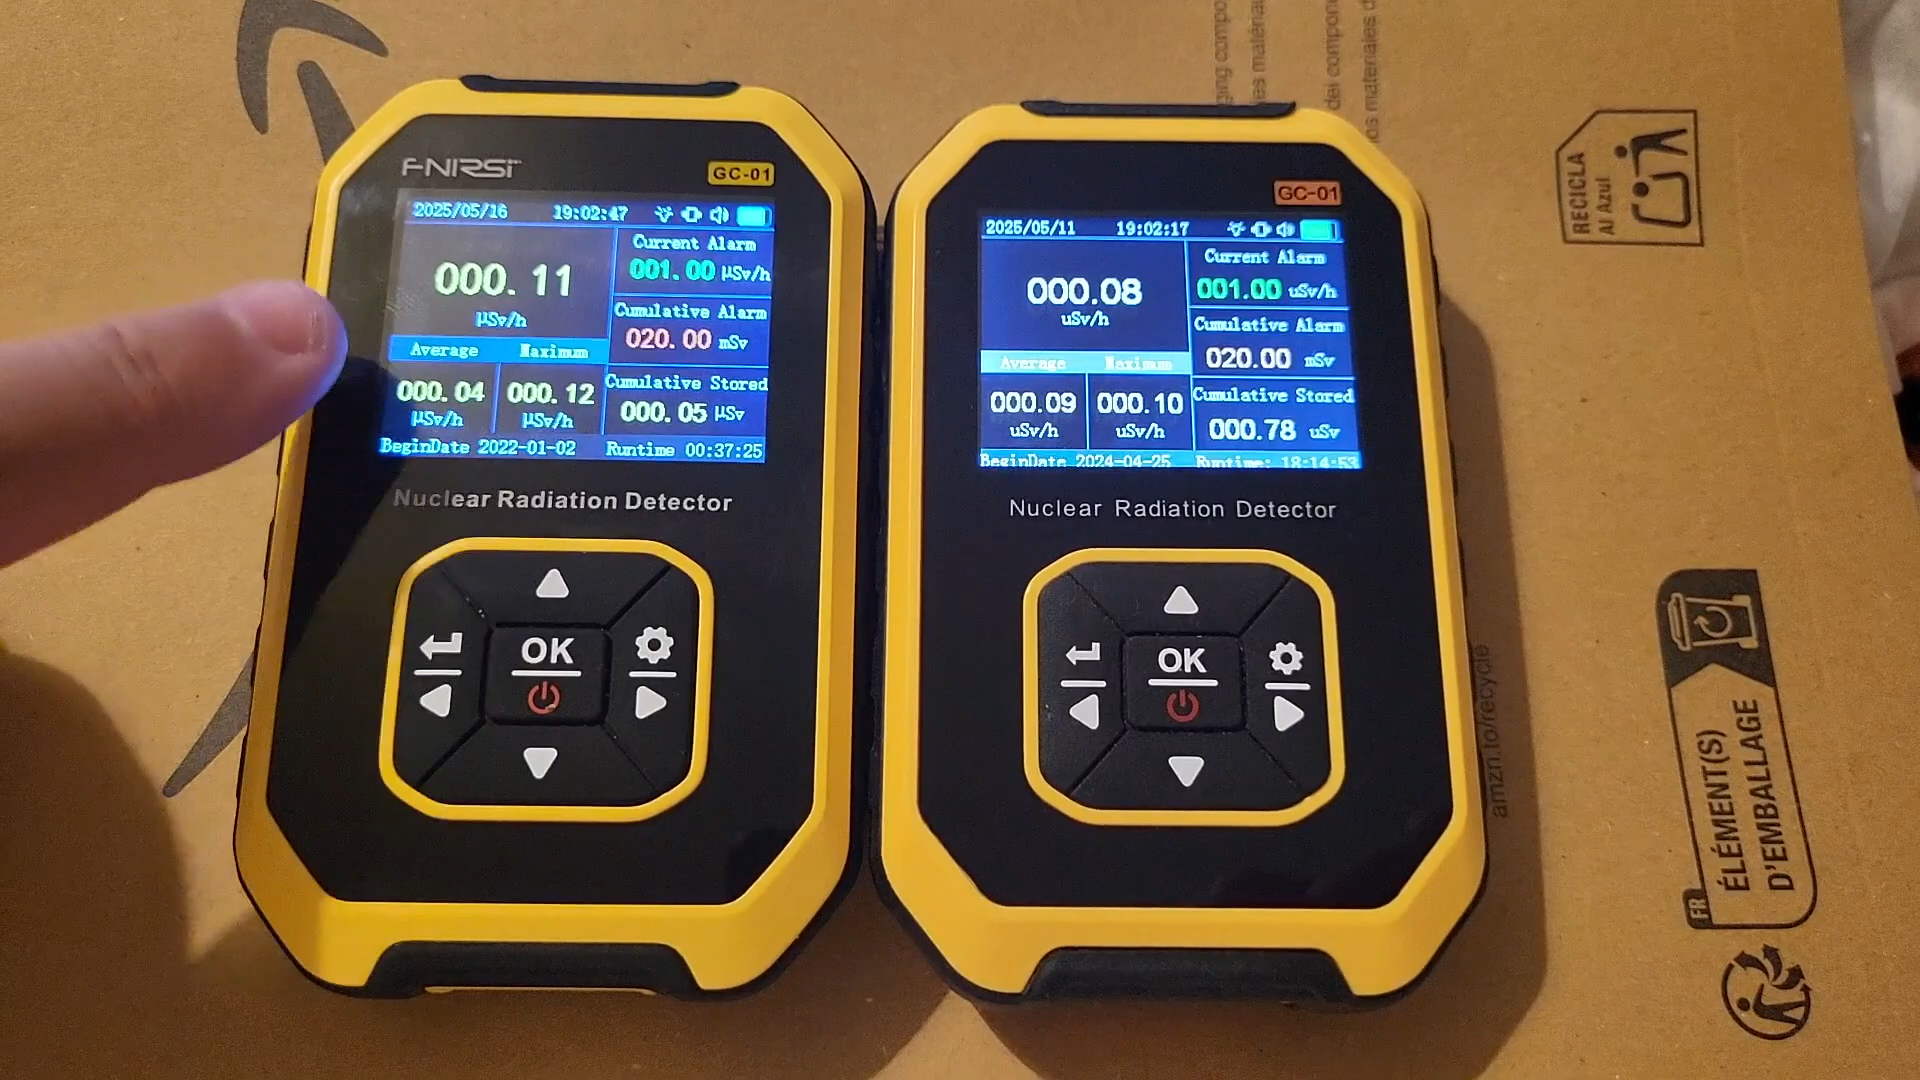 FNIRSI
GC-01
2025/05/16 19:02:47
000.11
µSv/h
Current Alarm
001.00 µSv/h
Cumulative Alarm
020.00 mSv
Average Maximum
000.04 000.12
µSv/h µSv/h
Cumulative Stored
000.05 µSv
BeginDate 2022-01-02 Runtime 00:37:25
Nuclear Radiation Detector
OK
GC-01
2025/05/11 19:02:17
000.08
uSv/h
Current Alarm
001.00 uSv/h
Cumulative Alarm
020.00 mSv
Average Maximum
000.09 000.10
uSv/h uSv/h
Cumulative Stored
000.78 uSv
BeginDate 2024-04-25 Runtime: 18:14:53
Nuclear Radiation Detector
OK
RECICLA
Al Azul
FR
ÉLÉMENT(S)
D'EMBALLAGE
amzn.to/recycle